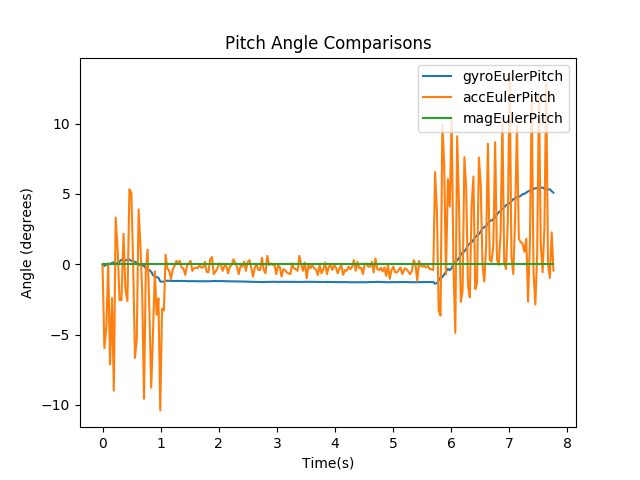 Pitch Angle Comparisons
gyroEulerPitch
accEulerPitch
magEulerPitch
Angle (degrees)
10
5
0
−5
−10
0 1 2 3 4 5 6 7 8
Time(s)